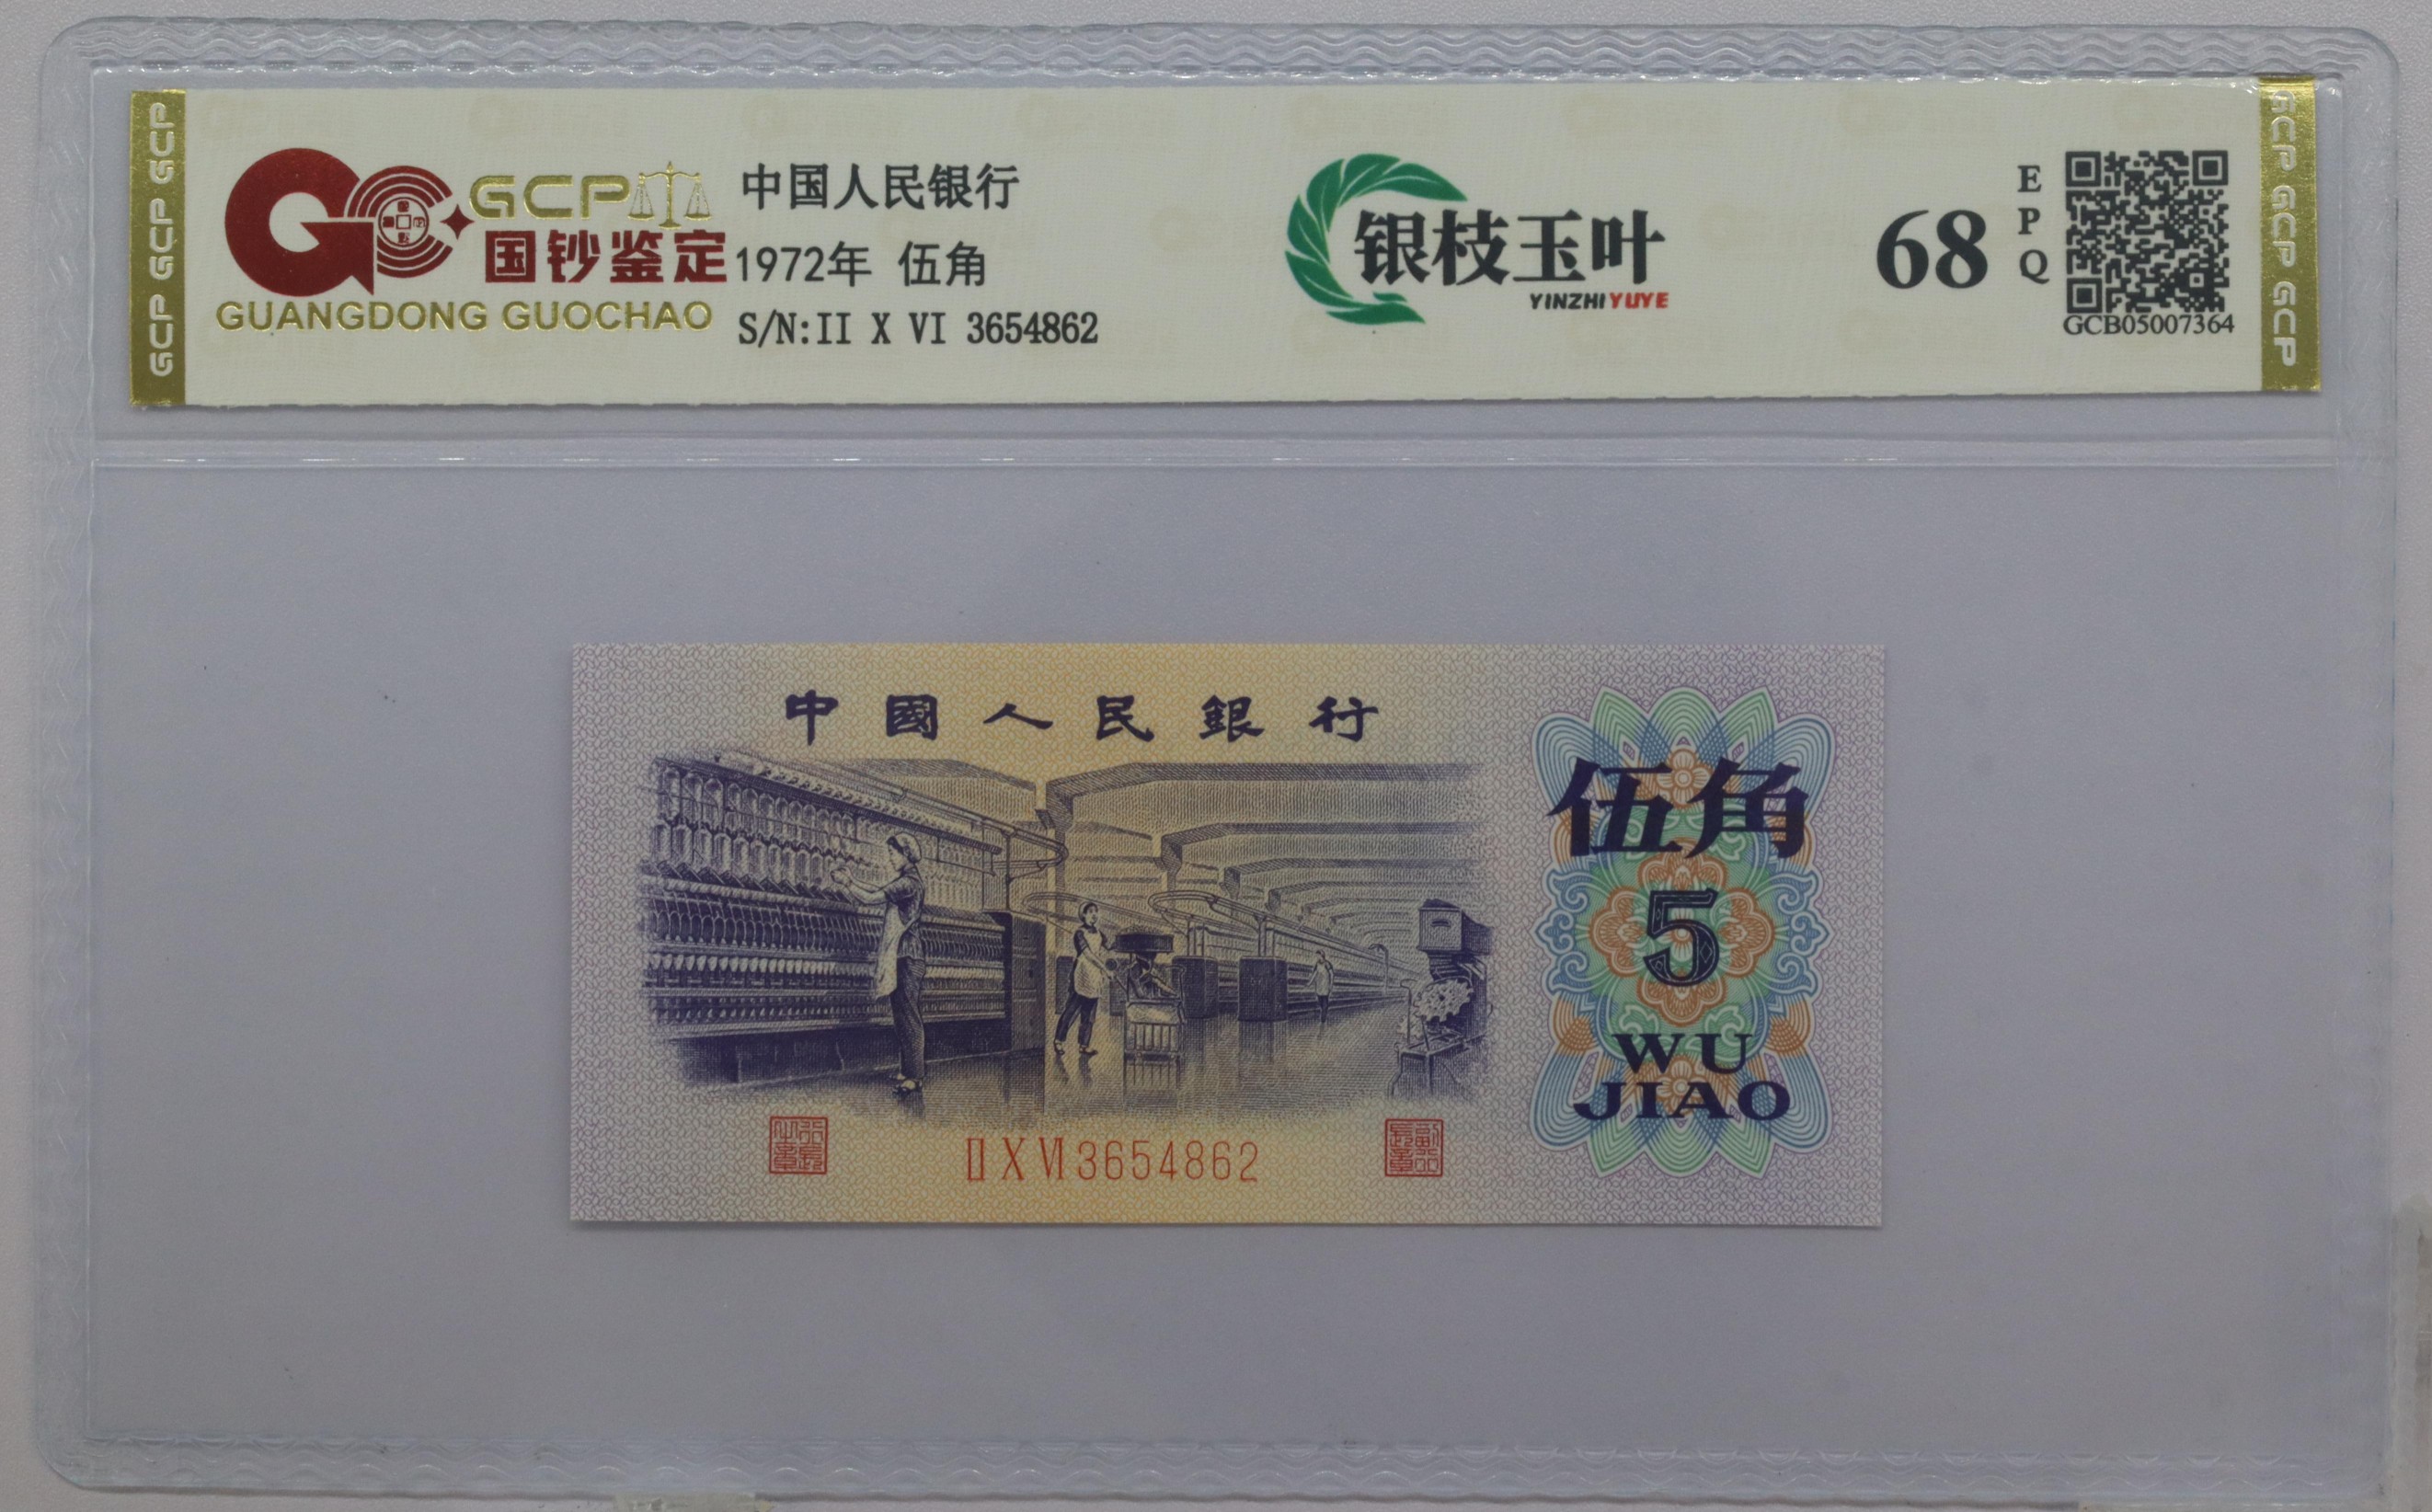 GCP GCP GCP
GCP
国钞鉴定
GUANGDONG GUOCHAO
中国人民银行
1972年 伍角
S/N:II X VI 3654862
银枝玉叶
YINZHIYUYE
68
EPQ
GCB05007364
GCP GCP GCP
中國人民銀行
伍角
5
WU
JIAO
II X VI 3654862